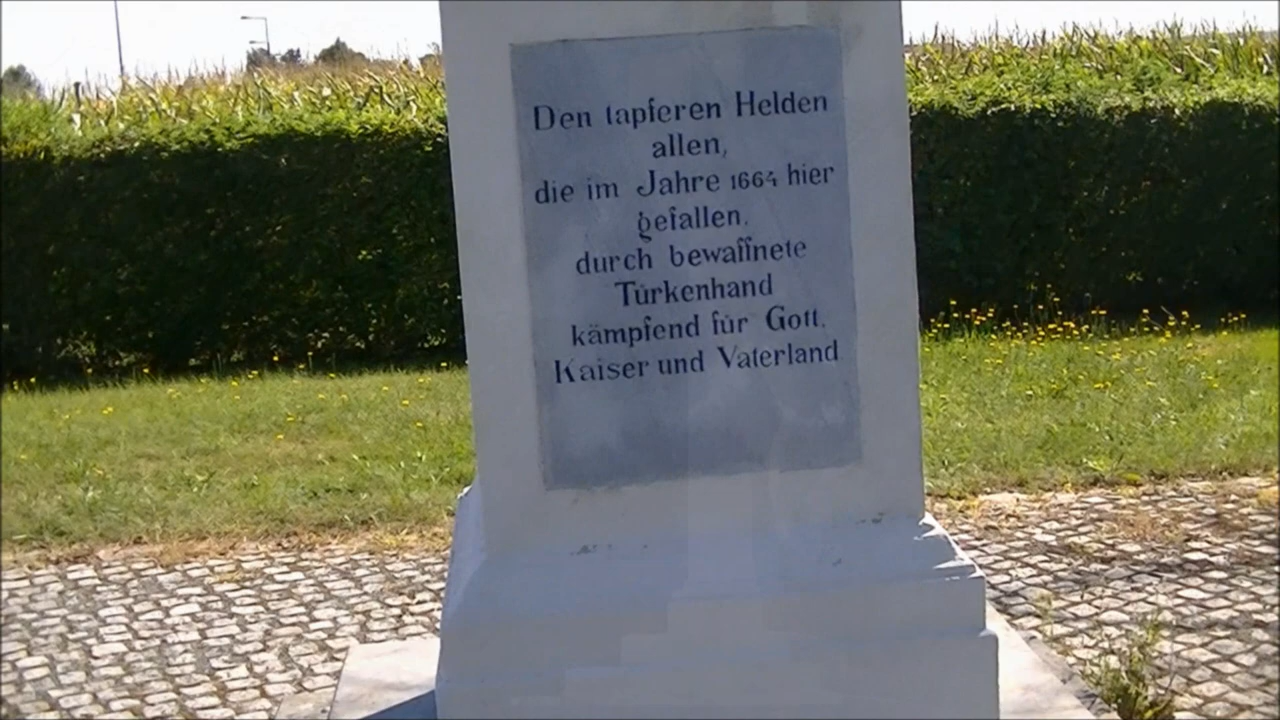 Den tapferen Helden
allen,
die im Jahre 1664 hier
gefallen.
durch bewaffnete
Türkenhand
kämpfend für Gott,
Kaiser und Vaterland